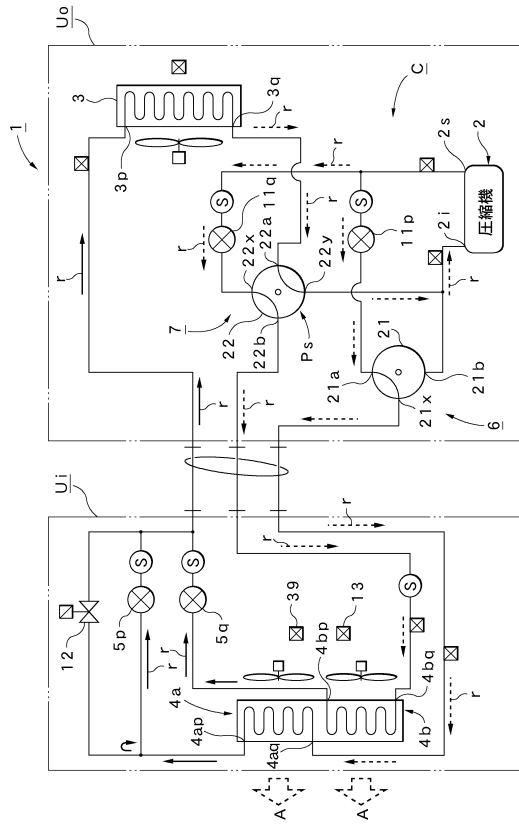 Uo
1
C
3
3p
3q
r
r
2s
2
圧縮機
2i
S
S
11q
11p
r
r
r
r
22a
22x
22y
7
22
22b
Ps
21
21a
21x
21b
6
r
r
Ui
r
r
S
S
S
5p
5q
12
39
13
r
r
4a
4ap
4aq
4bp
4bq
4b
r
A
A